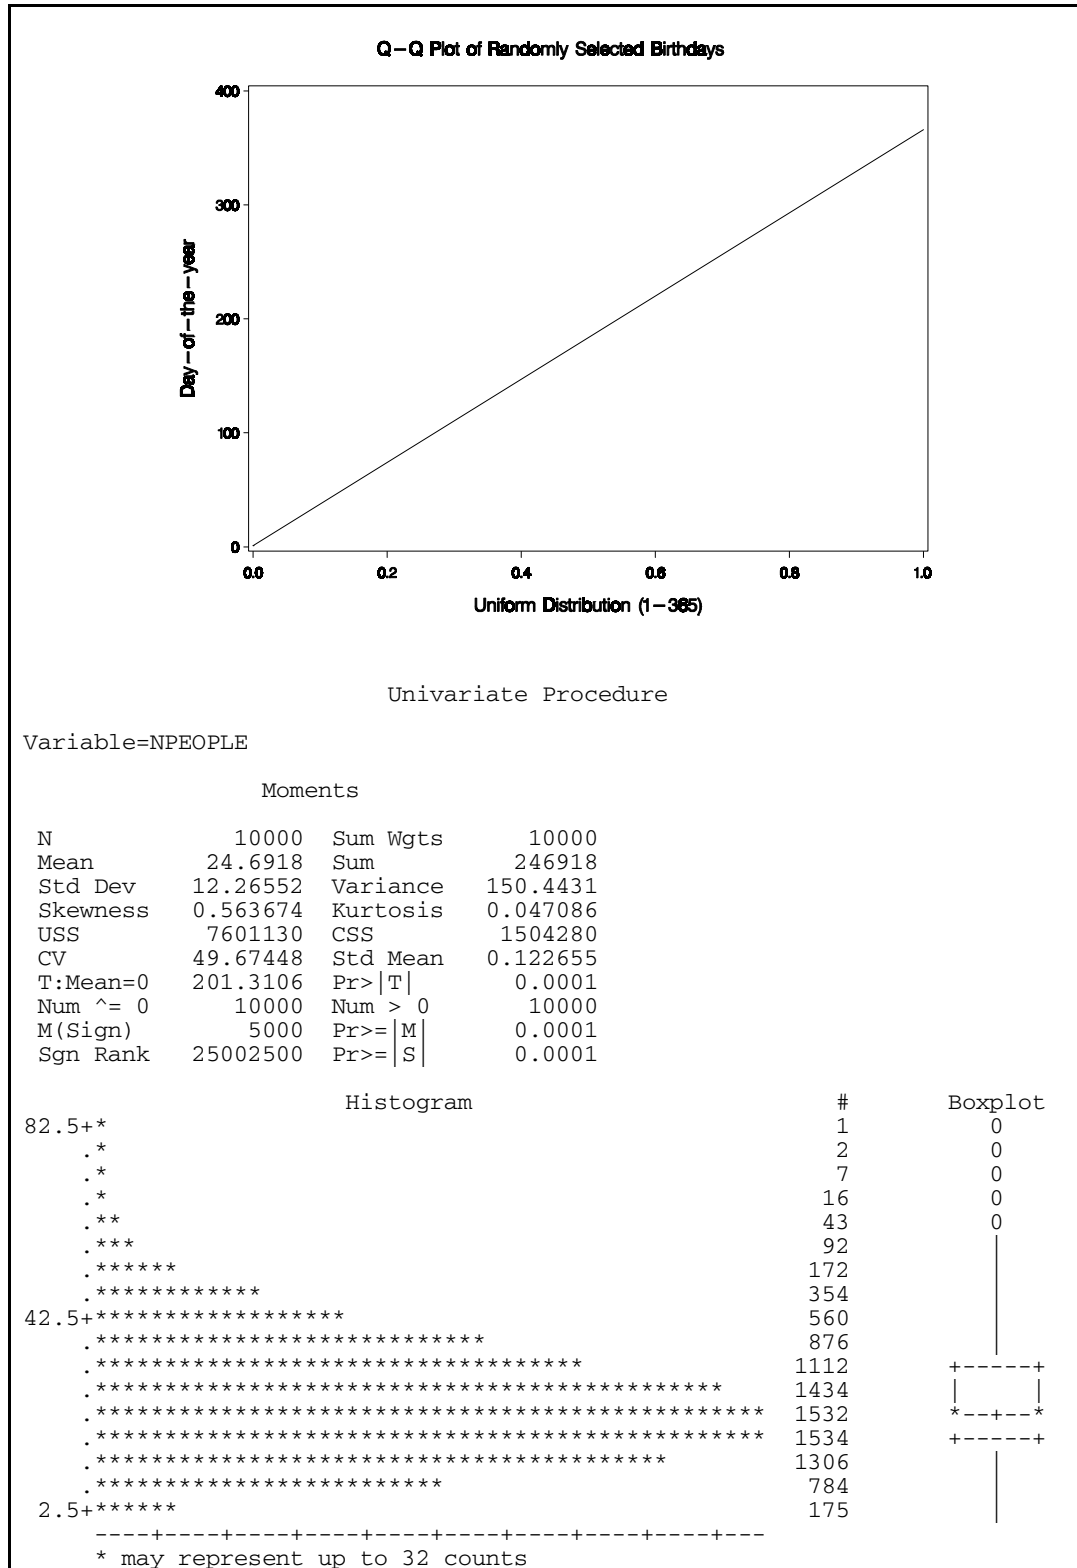 Q-Q Plot of Randomly Selected Birthdays
400
300
200
100
0
Day-of-the-year
0.0 0.2 0.4 0.6 0.8 1.0
Uniform Distribution (1-365)
Univariate Procedure
Variable=NPEOPLE
Moments
N 10000 Sum Wgts 10000
Mean 24.6918 Sum 246918
Std Dev 12.26552 Variance 150.4431
Skewness 0.563674 Kurtosis 0.047086
USS 7601130 CSS 1504280
CV 49.67448 Std Mean 0.122655
T:Mean=0 201.3106 Pr>|T| 0.0001
Num ^= 0 10000 Num > 0 10000
M(Sign) 5000 Pr>=|M| 0.0001
Sgn Rank 25002500 Pr>=|S| 0.0001
Histogram # Boxplot
82.5+* 1 0
.* 2 0
.* 7 0
.* 16 0
.** 43 0
.*** 92 |
.****** 172 |
.************ 354 |
42.5+****************** 560 |
.**************************** 876 |
.*********************************** 1112 +-----+
.********************************************* 1434 | |
.************************************************ 1532 *--+--*
.************************************************ 1534 +-----+
.***************************************** 1306 |
.************************* 784 |
2.5+****** 175 |
----+----+----+----+----+----+----+----+----+---
* may represent up to 32 counts